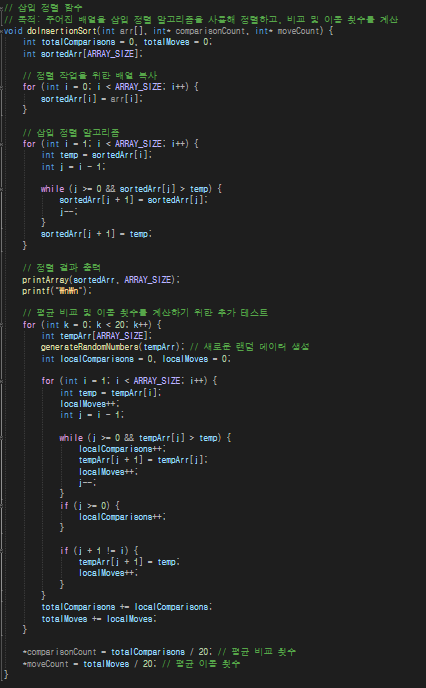 // 삽입 정렬 함수
// 목적: 주어진 배열을 삽입 정렬 알고리즘을 사용해 정렬하고, 비교 및 이동 횟수를 계산
void doInsertionSort(int arr[], int* comparisonCount, int* moveCount) {
int totalComparisons = 0, totalMoves = 0;
int sortedArr[ARRAY_SIZE];
// 정렬 작업을 위한 배열 복사
for (int i = 0; i < ARRAY_SIZE; i++) {
sortedArr[i] = arr[i];
}
// 삽입 정렬 알고리즘
for (int i = 1; i < ARRAY_SIZE; i++) {
int temp = sortedArr[i];
int j = i - 1;
while (j >= 0 && sortedArr[j] > temp) {
sortedArr[j + 1] = sortedArr[j];
j--;
}
sortedArr[j + 1] = temp;
}
// 정렬 결과 출력
printArray(sortedArr, ARRAY_SIZE);
printf("₩n₩n");
// 평균 비교 및 이동 횟수를 계산하기 위한 추가 테스트
for (int k = 0; k < 20; k++) {
int tempArr[ARRAY_SIZE];
generateRandomNumbers(tempArr); // 새로운 랜덤 데이터 생성
int localComparisons = 0, localMoves = 0;
for (int i = 1; i < ARRAY_SIZE; i++) {
int temp = tempArr[i];
localMoves++;
int j = i - 1;
while (j >= 0 && tempArr[j] > temp) {
localComparisons++;
tempArr[j + 1] = tempArr[j];
localMoves++;
j--;
}
if (j >= 0) {
localComparisons++;
}
if (j + 1 != i) {
tempArr[j + 1] = temp;
localMoves++;
}
}
totalComparisons += localComparisons;
totalMoves += localMoves;
}
*comparisonCount = totalComparisons / 20; // 평균 비교 횟수
*moveCount = totalMoves / 20; // 평균 이동 횟수
}